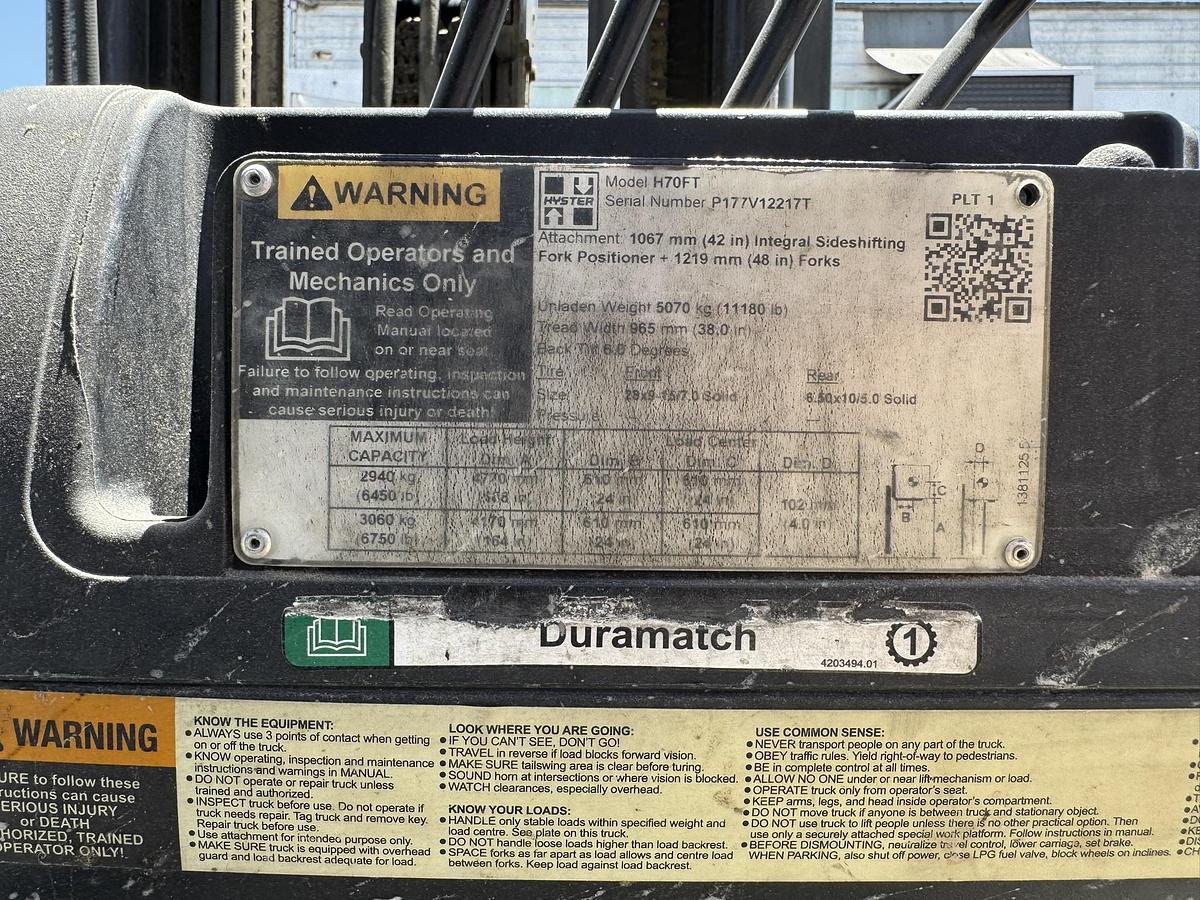 WARNING
Trained Operators and
Mechanics Only
Read Operating
Manual located
on or near seat
Failure to follow operating, inspection
and maintenance instructions can
cause serious injury or death!
HYSTER
Model H70FT
Serial Number P177V12217T
PLT 1
Attachment: 1067 mm (42 in) Integral Sideshifting
Fork Positioner + 1219 mm (48 in) Forks
Unladen Weight 5070 kg (11180 lb)
Tread Width 965 mm (38.0 in)
Back Tilt 6.0 Degrees
Tire Front Rear
Size 28x9-15/7.0 Solid 6.50x10/5.0 Solid
Pressure
MAXIMUM CAPACITY
Load Height Dim. A
Load Center
Dim. B Dim. C Dim. D
2940 kg 4770 mm 610 mm 610 mm
(6450 lb) 188 in 24 in 24 in
102 mm
(4.0 in)
3060 kg 4170 mm 610 mm 610 mm
(6750 lb) 164 in 24 in 24 in
D
C
B
A
Duramatch
4203494.01
1
WARNING
URE to follow these
ructions can cause
ERIOUS INJURY
or DEATH
HORIZED, TRAINED
OPERATOR ONLY!
KNOW THE EQUIPMENT:
• ALWAYS use 3 points of contact when getting
on or off the truck.
• KNOW operating, inspection and maintenance
instructions and warnings in MANUAL.
• DO NOT operate or repair truck unless
trained and authorized.
• INSPECT truck before use. Do not operate if
truck needs repair. Tag truck and remove key.
Repair truck before use.
• Use attachment for intended purpose only.
• MAKE SURE truck is equipped with overhead
guard and load backrest adequate for load.
LOOK WHERE YOU ARE GOING:
• IF YOU CAN'T SEE, DON'T GO!
• TRAVEL in reverse if load blocks forward vision.
• MAKE SURE tailswing area is clear before turning.
• SOUND horn at intersections or where vision is blocked.
• WATCH clearances, especially overhead.
KNOW YOUR LOADS:
• HANDLE only stable loads within specified weight and
load centre. See plate on this truck.
• DO NOT handle loose loads higher than load backrest.
• SPACE forks as far apart as load allows and centre load
between forks. Keep load against load backrest.
USE COMMON SENSE:
• NEVER transport people on any part of the truck.
• OBEY traffic rules. Yield right-of-way to pedestrians.
• BE in complete control at all times.
• ALLOW NO ONE under or near lift mechanism or load.
• OPERATE truck only from operator's seat.
• KEEP arms, legs, and head inside operator's compartment.
• DO NOT move truck if anyone is between truck and stationary object.
• DO NOT use truck to lift people unless there is no other practical option. Then
use only a securely attached special work platform. Follow instructions in manual.
• BEFORE DISMOUNTING, neutralize travel control, lower carriage, set brake.
WHEN PARKING, also shut off power, close LPG fuel valve, block wheels on inclines.